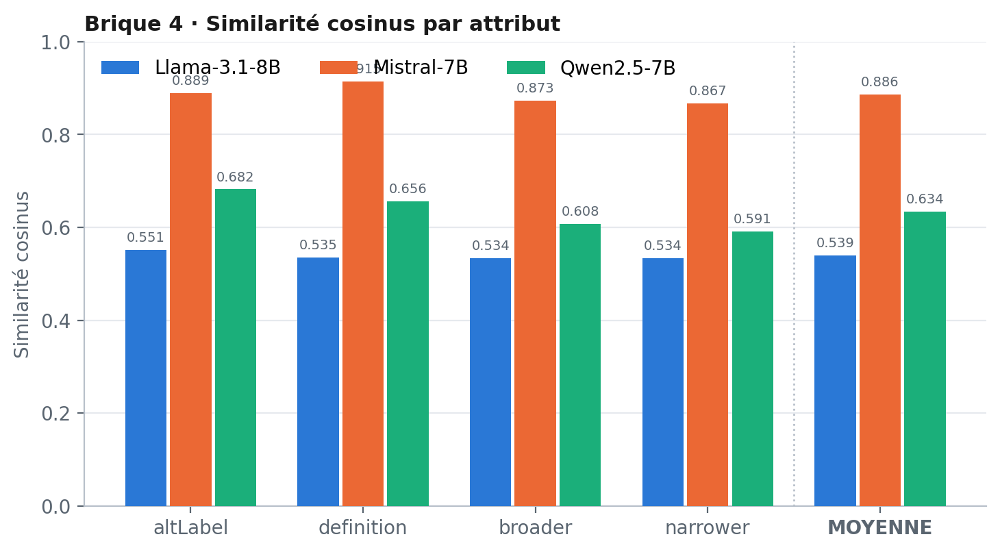 Brique 4 · Similarité cosinus par attribut
Similarité cosinus
1.0
0.8
0.6
0.4
0.2
0.0
Llama-3.1-8B
Mistral-7B
Qwen2.5-7B
0.551
0.889
0.682
0.535
915
0.656
0.534
0.873
0.608
0.534
0.867
0.591
0.539
0.886
0.634
altLabel
definition
broader
narrower
MOYENNE